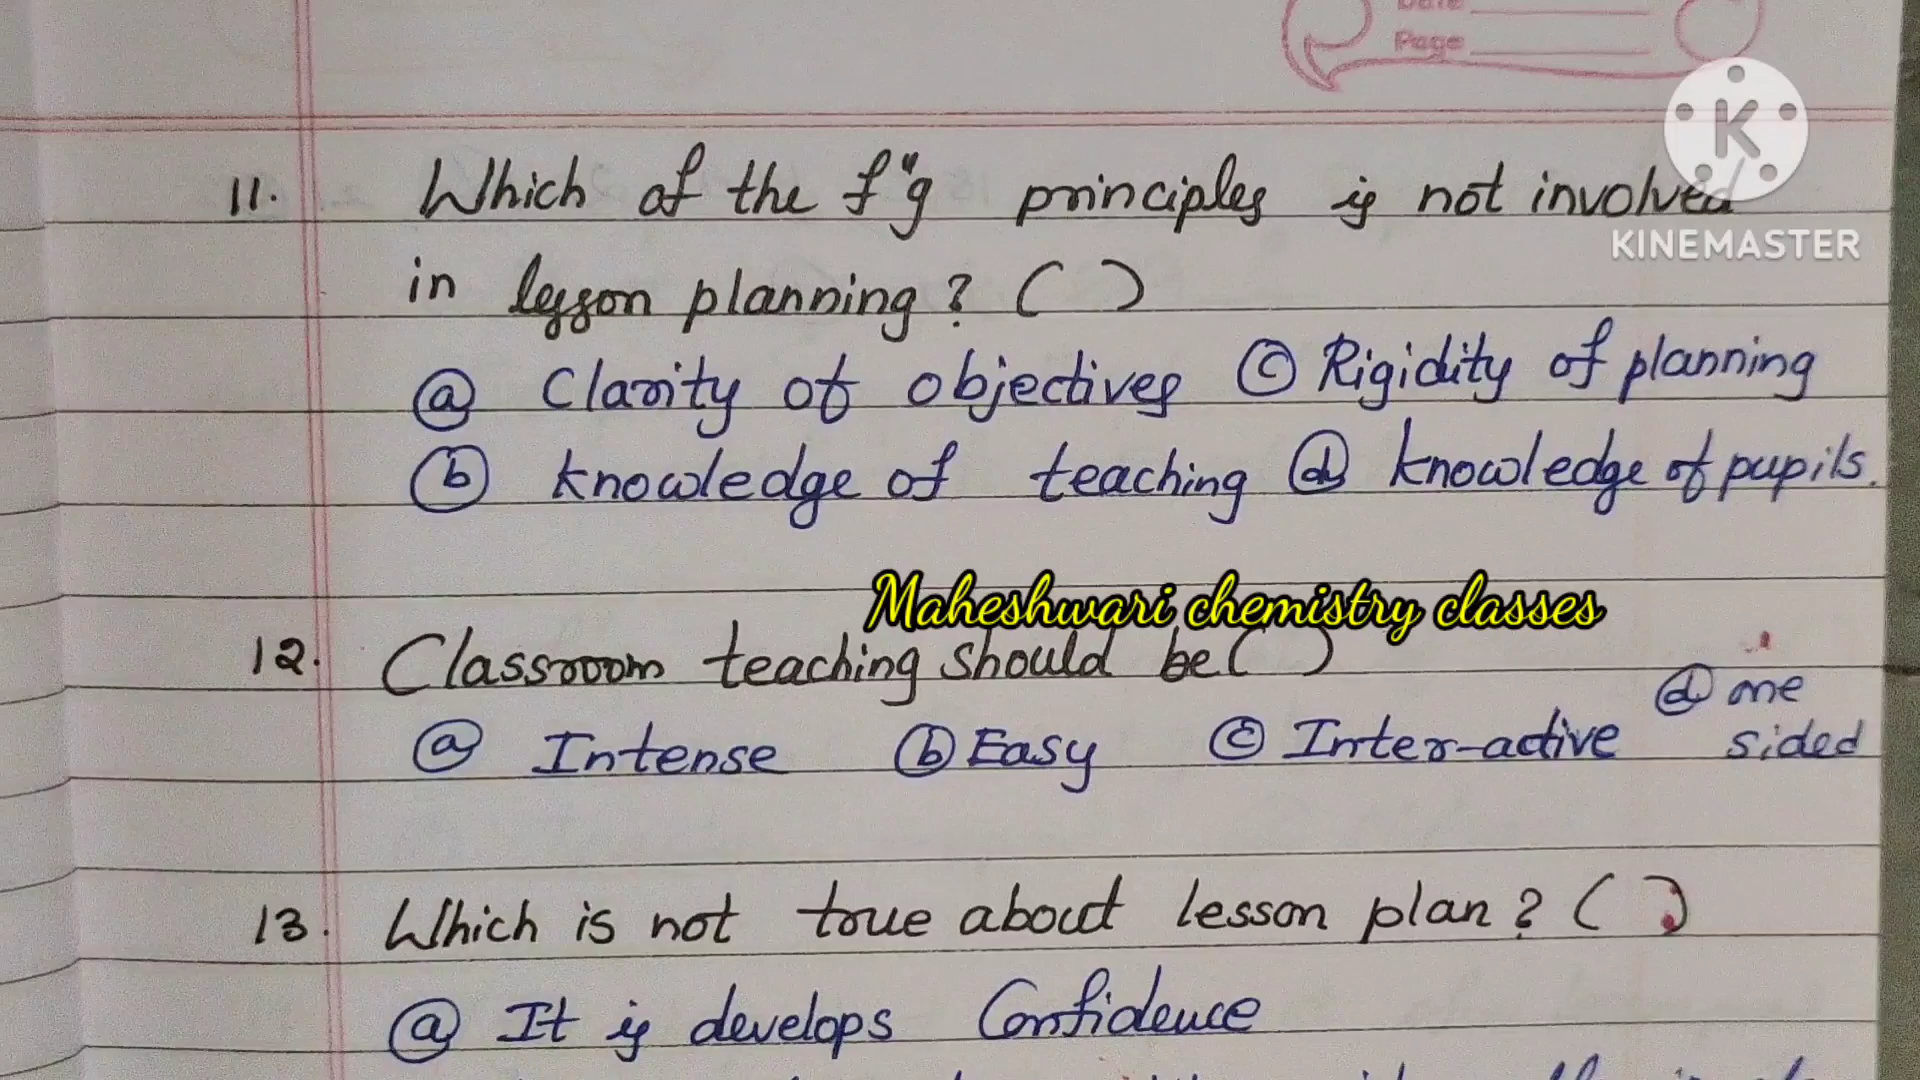 Date
Page
K
KINEMASTER
11. Which of the f"g principles is not involved
in lesson planning? ( )
(a) Clarity of objectives (c) Rigidity of planning
(b) knowledge of teaching (d) knowledge of pupils.
Maheshwari chemistry classes
12. Classroom teaching should be ( )
(a) Intense (b) Easy (c) Inter-active (d) one
sided
13. Which is not true about lesson plan? ( )
(a) It is develops Confidence